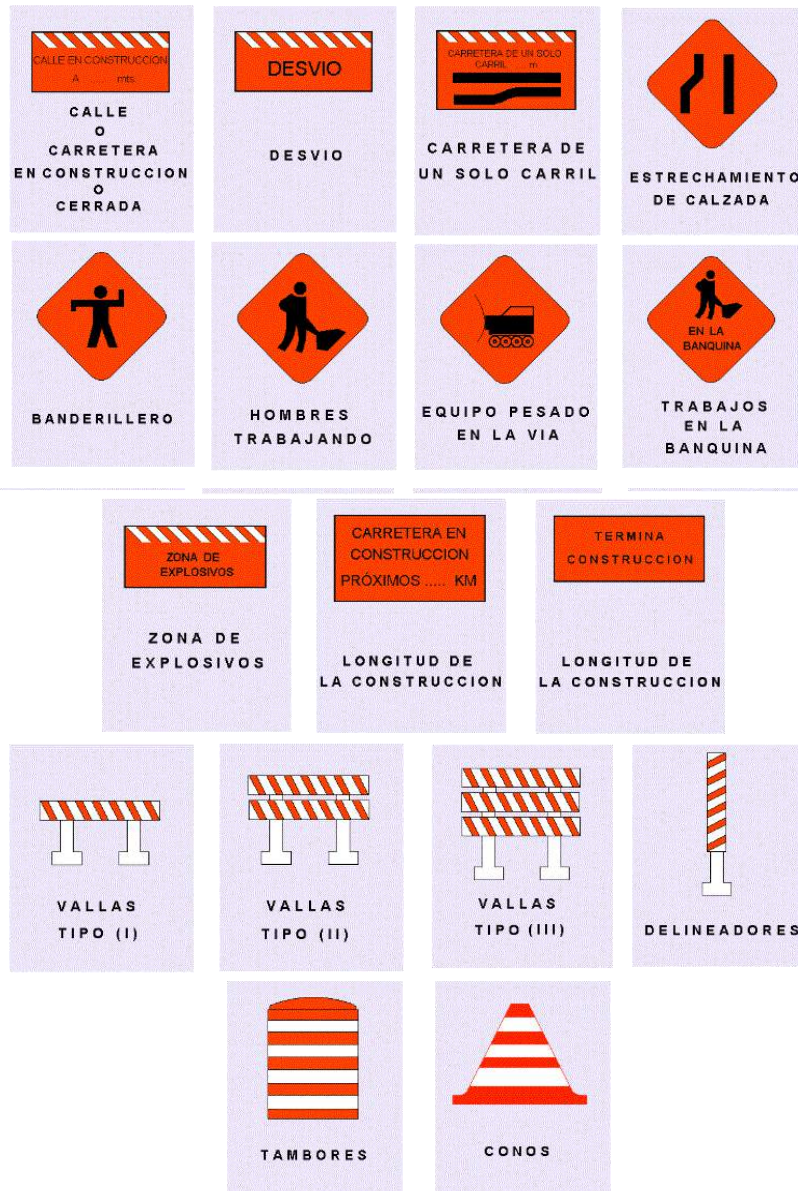 CALLE EN CONSTRUCCION
A ...... mts.
CALLE
O
CARRETERA
EN CONSTRUCCION
O
CERRADA
DESVIO
DESVIO
CARRETERA DE UN SOLO
CARRIL ... m
CARRETERA DE
UN SOLO CARRIL
ESTRECHAMIENTO
DE CALZADA
BANDERILLERO
HOMBRES
TRABAJANDO
EQUIPO PESADO
EN LA VIA
EN LA
BANQUINA
TRABAJOS
EN LA
BANQUINA
ZONA DE
EXPLOSIVOS
ZONA DE
EXPLOSIVOS
CARRETERA EN
CONSTRUCCION
PRÓXIMOS ..... KM
LONGITUD DE
LA CONSTRUCCION
TERMINA
CONSTRUCCION
LONGITUD DE
LA CONSTRUCCION
VALLAS
TIPO (I)
VALLAS
TIPO (II)
VALLAS
TIPO (III)
DELINEADORES
TAMBORES
CONOS